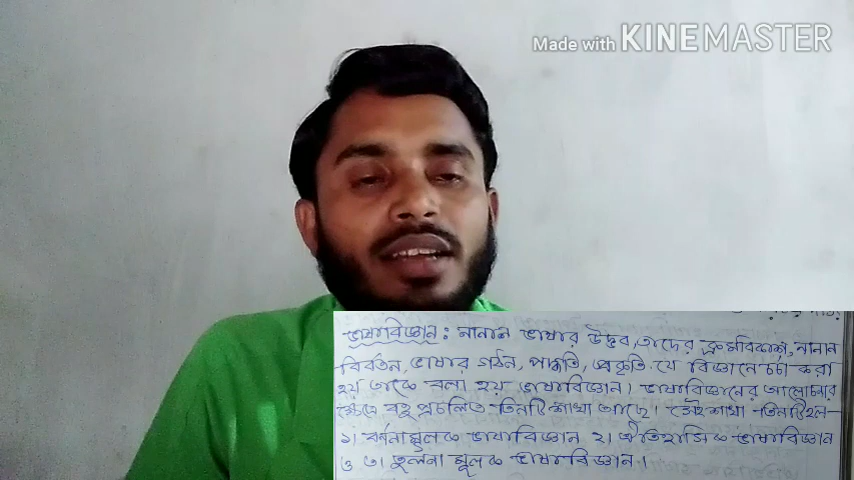 Made with KINEMASTER
ভাষাবিজ্ঞান : নানান ভাষার উদ্ভব, তাদের ক্রমবিকাশ, নানান
বিবর্তন, ভাষার গঠন, পদ্ধতি, প্রকৃতি যে বিজ্ঞানে চর্চা করা
হয় তাকে বলা হয় ভাষাবিজ্ঞান। ভাষাবিজ্ঞানের আলোচনার
ক্ষেত্রে বহু প্রচলিত তিনটি শাখা আছে। সেই শাখা তিনটি হল-
১। বর্ননামূলক ভাষাবিজ্ঞান ২। ঐতিহাসিক ভাষাবিজ্ঞান
ও ৩। তুলনা মূলক ভাষাবিজ্ঞান।